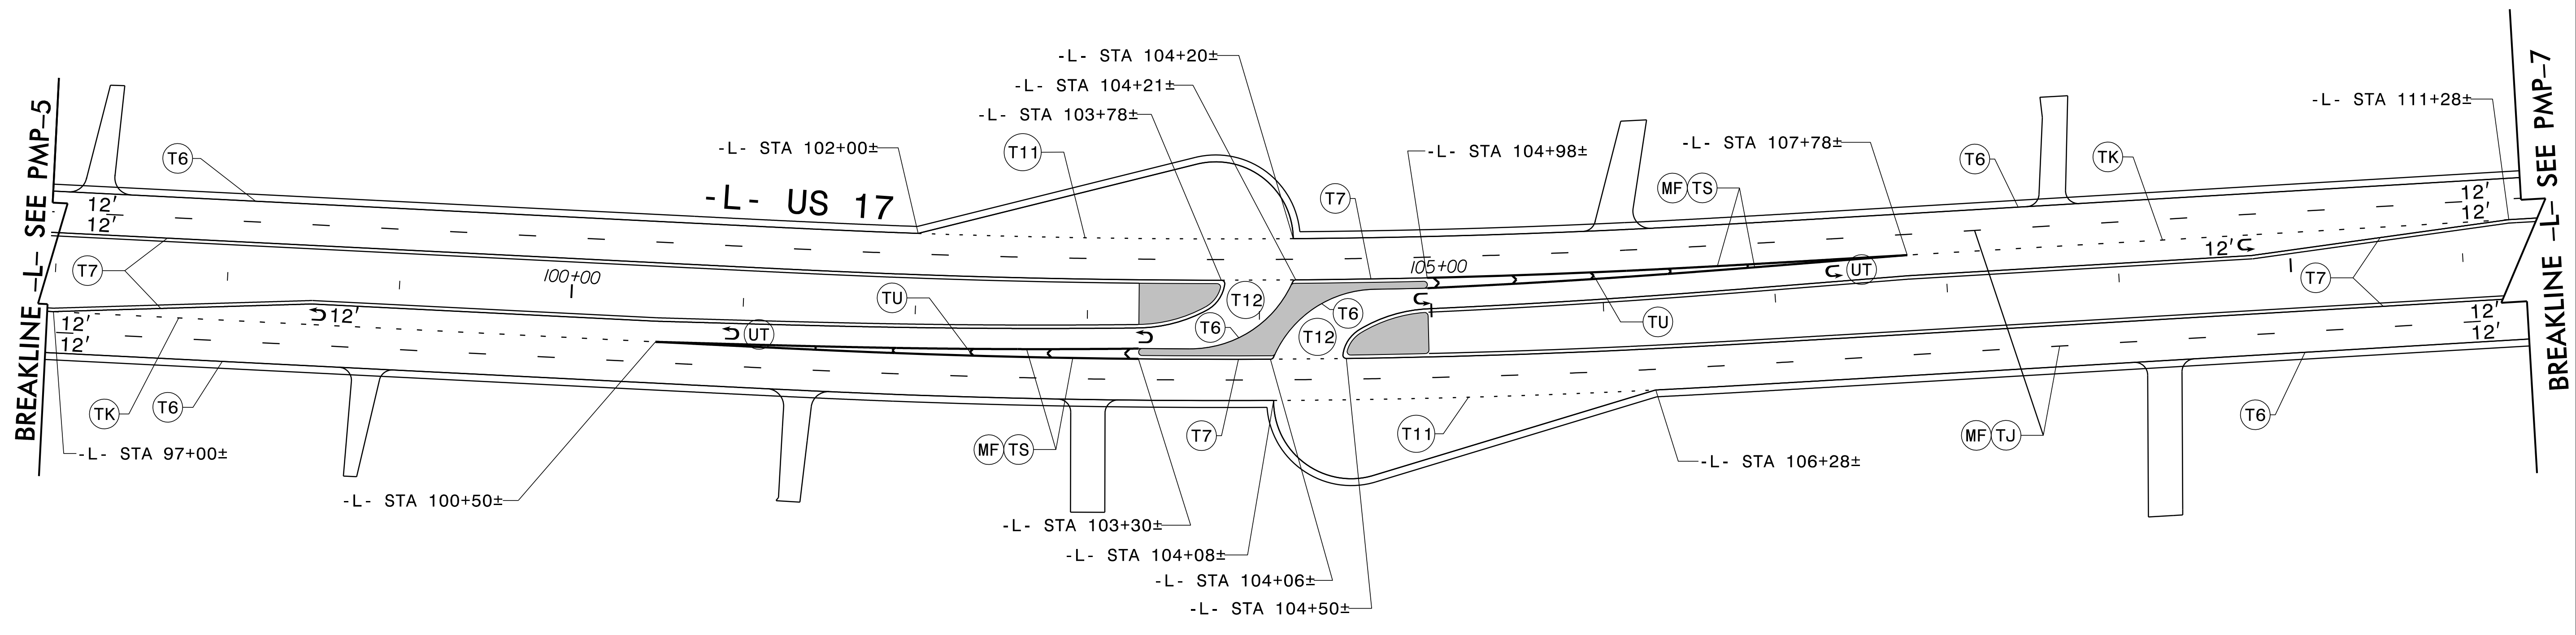 -L- STA 104+20±
-L- STA 104+21±
-L- STA 103+78±
-L- STA 111+28±
-L- STA 102+00±
T11
-L- STA 104+98±
-L- STA 107+78±
T6
T6
TK
BREAKLINE -L- SEE PMP-5
BREAKLINE -L- SEE PMP-7
MF TS
T7
12'
12'
-L- US 17
12'
12'
T7
100+00
105+00
12'
UT
T7
TU
T12
T6
T6
T12
TU
12'
UT
12'
12'
12'
12'
TK
T6
T7
T11
MF TJ
T6
MF TS
-L- STA 97+00±
-L- STA 106+28±
-L- STA 100+50±
-L- STA 103+30±
-L- STA 104+08±
-L- STA 104+06±
-L- STA 104+50±